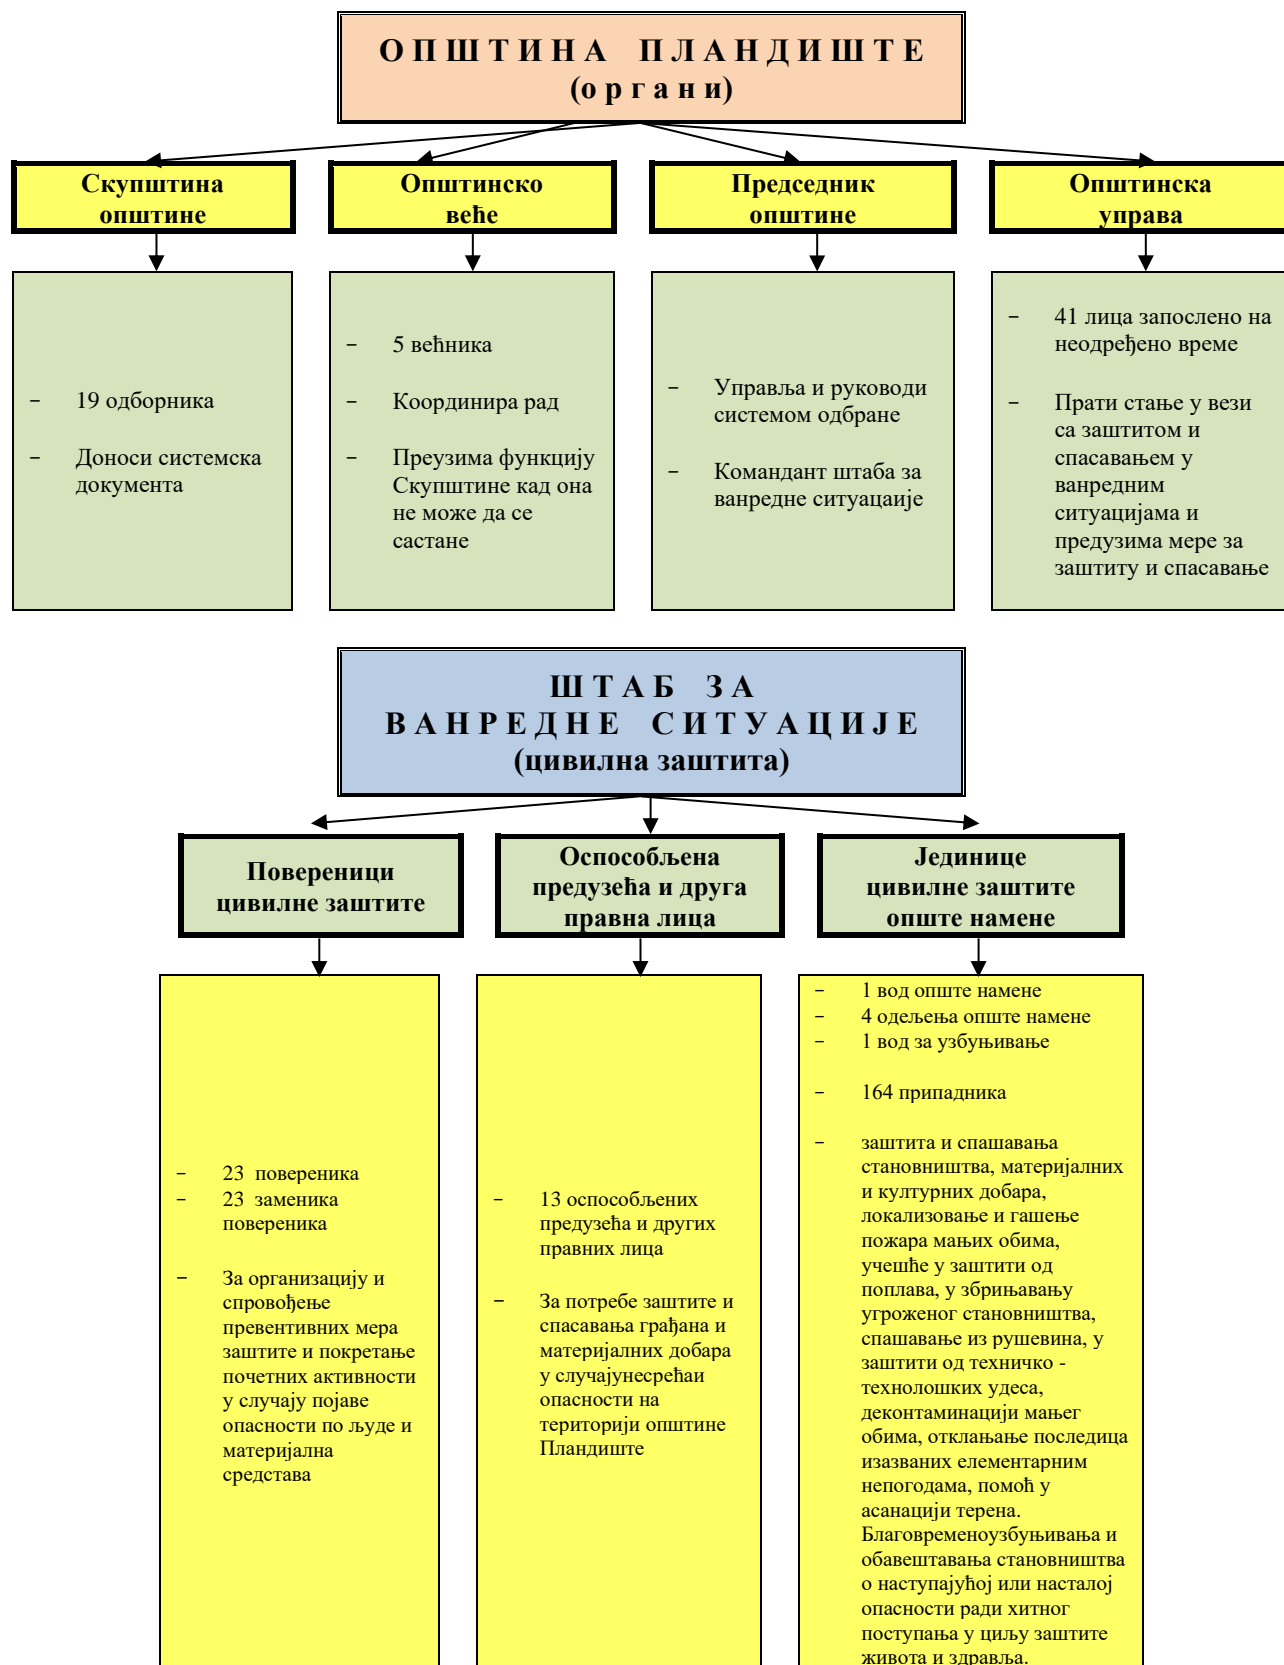 О П Ш Т И Н А П Л А Н Д И Ш Т Е
(о р г а н и)
Скупштина
општине
Општинско
веће
Председник
општине
Општинска
управа
- 19 одборника
- Доноси системска
документа
- 5 већника
- Координира рад
- Преузима функцију
Скупштине кад она
не може да се
састане
- Управља и руководи
системом одбране
- Командант штаба за
ванредне ситуацаије
- 41 лица запослено на
неодређено време
- Прати стање у вези
са заштитом и
спасавањем у
ванредним
ситуацијама и
предузима мере за
заштиту и спасавање
Ш Т А Б З А
В А Н Р Е Д Н Е С И Т У А Ц И Ј Е
(цивилна заштита)
Повереници
цивилне заштите
Оспособљена
предузећа и друга
правна лица
Јединице
цивилне заштите
опште намене
- 23 повереника
- 23 заменика
повереника
- За организацију и
спровођење
превентивних мера
заштите и покретање
почетних активности
у случају појаве
опасности по људе и
материјална
средстава
- 13 оспособљених
предузећа и других
правних лица
- За потребе заштите и
спасавања грађана и
материјалних добара
у случајунесрећаи
опасности на
територији општине
Пландиште
- 1 вод опште намене
- 4 одељења опште намене
- 1 вод за узбуњивање
- 164 припадника
- заштита и спашавања
становништва, материјалних
и културних добара,
локализовање и гашење
пожара мањих обима,
учешће у заштити од
поплава, у збрињавању
угроженог становништва,
спашавање из рушевина, у
заштити од техничко -
технолошких удеса,
деконтаминацији мањег
обима, отклањање последица
изазваних елементарним
непогодама, помоћ у
асанацији терена.
Благовременоузбуњивања и
обавештавања становништва
о наступајућој или насталој
опасности ради хитног
поступања у циљу заштите
живота и здравља.